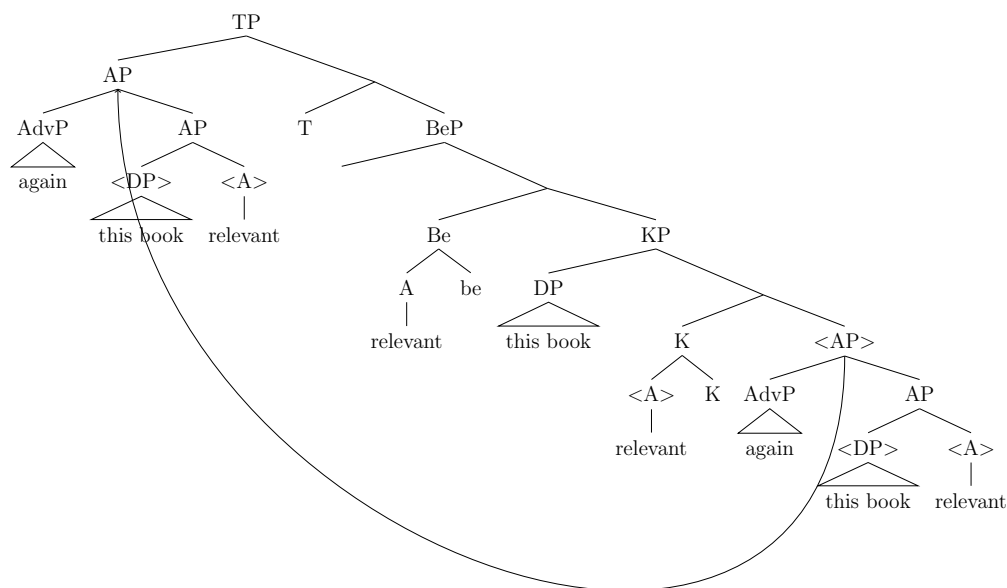 TP
AP
AdvP AP T BeP
again <DP> <A>
this book relevant Be KP
A be DP
relevant this book K <AP>
<A> K AdvP AP
relevant again <DP> <A>
this book relevant